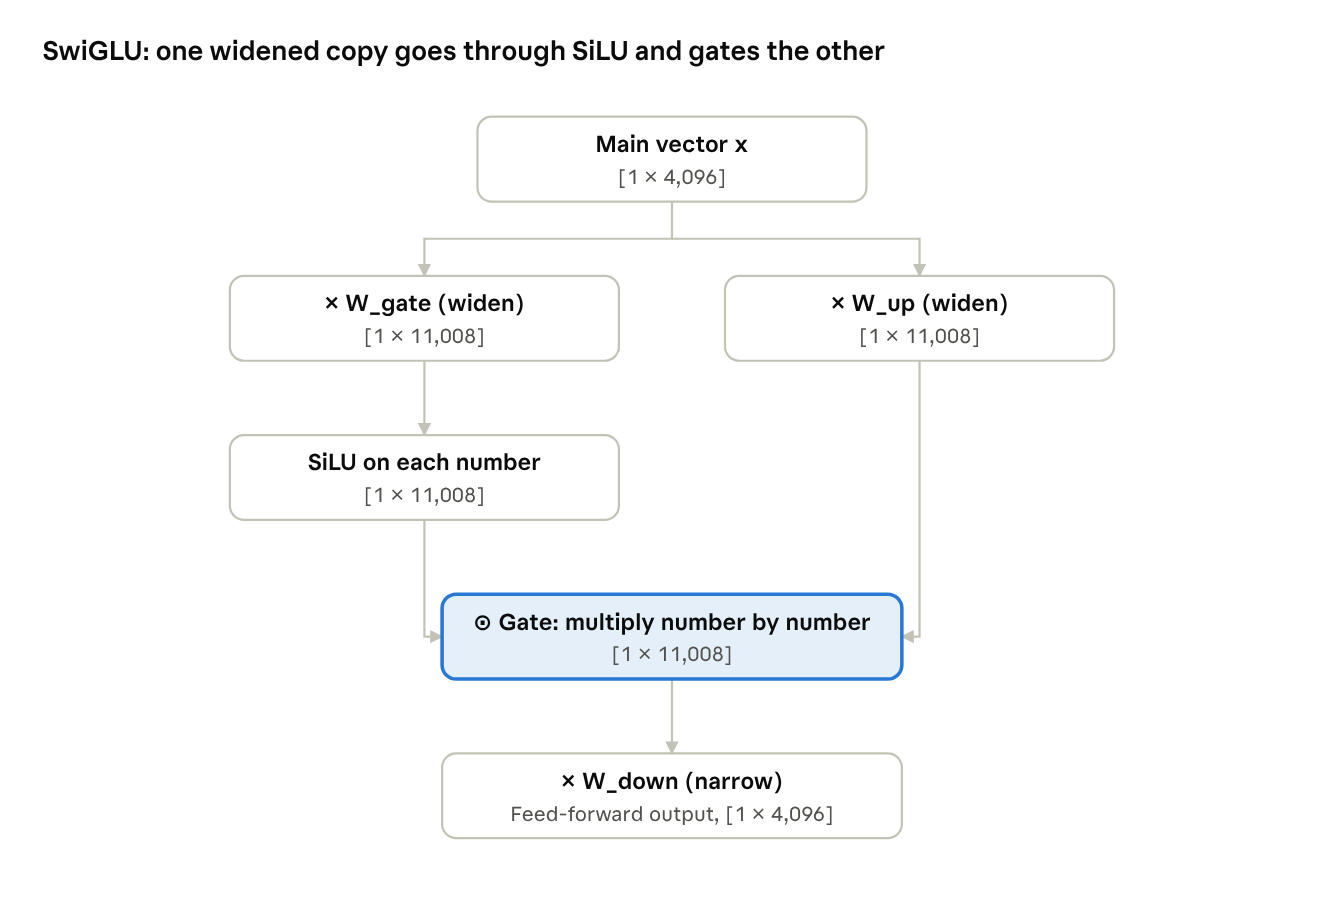 SwiGLU: one widened copy goes through SiLU and gates the other
Main vector x
[1 × 4,096]
× W_gate (widen)
[1 × 11,008]
× W_up (widen)
[1 × 11,008]
SiLU on each number
[1 × 11,008]
⊙ Gate: multiply number by number
[1 × 11,008]
× W_down (narrow)
Feed-forward output, [1 × 4,096]